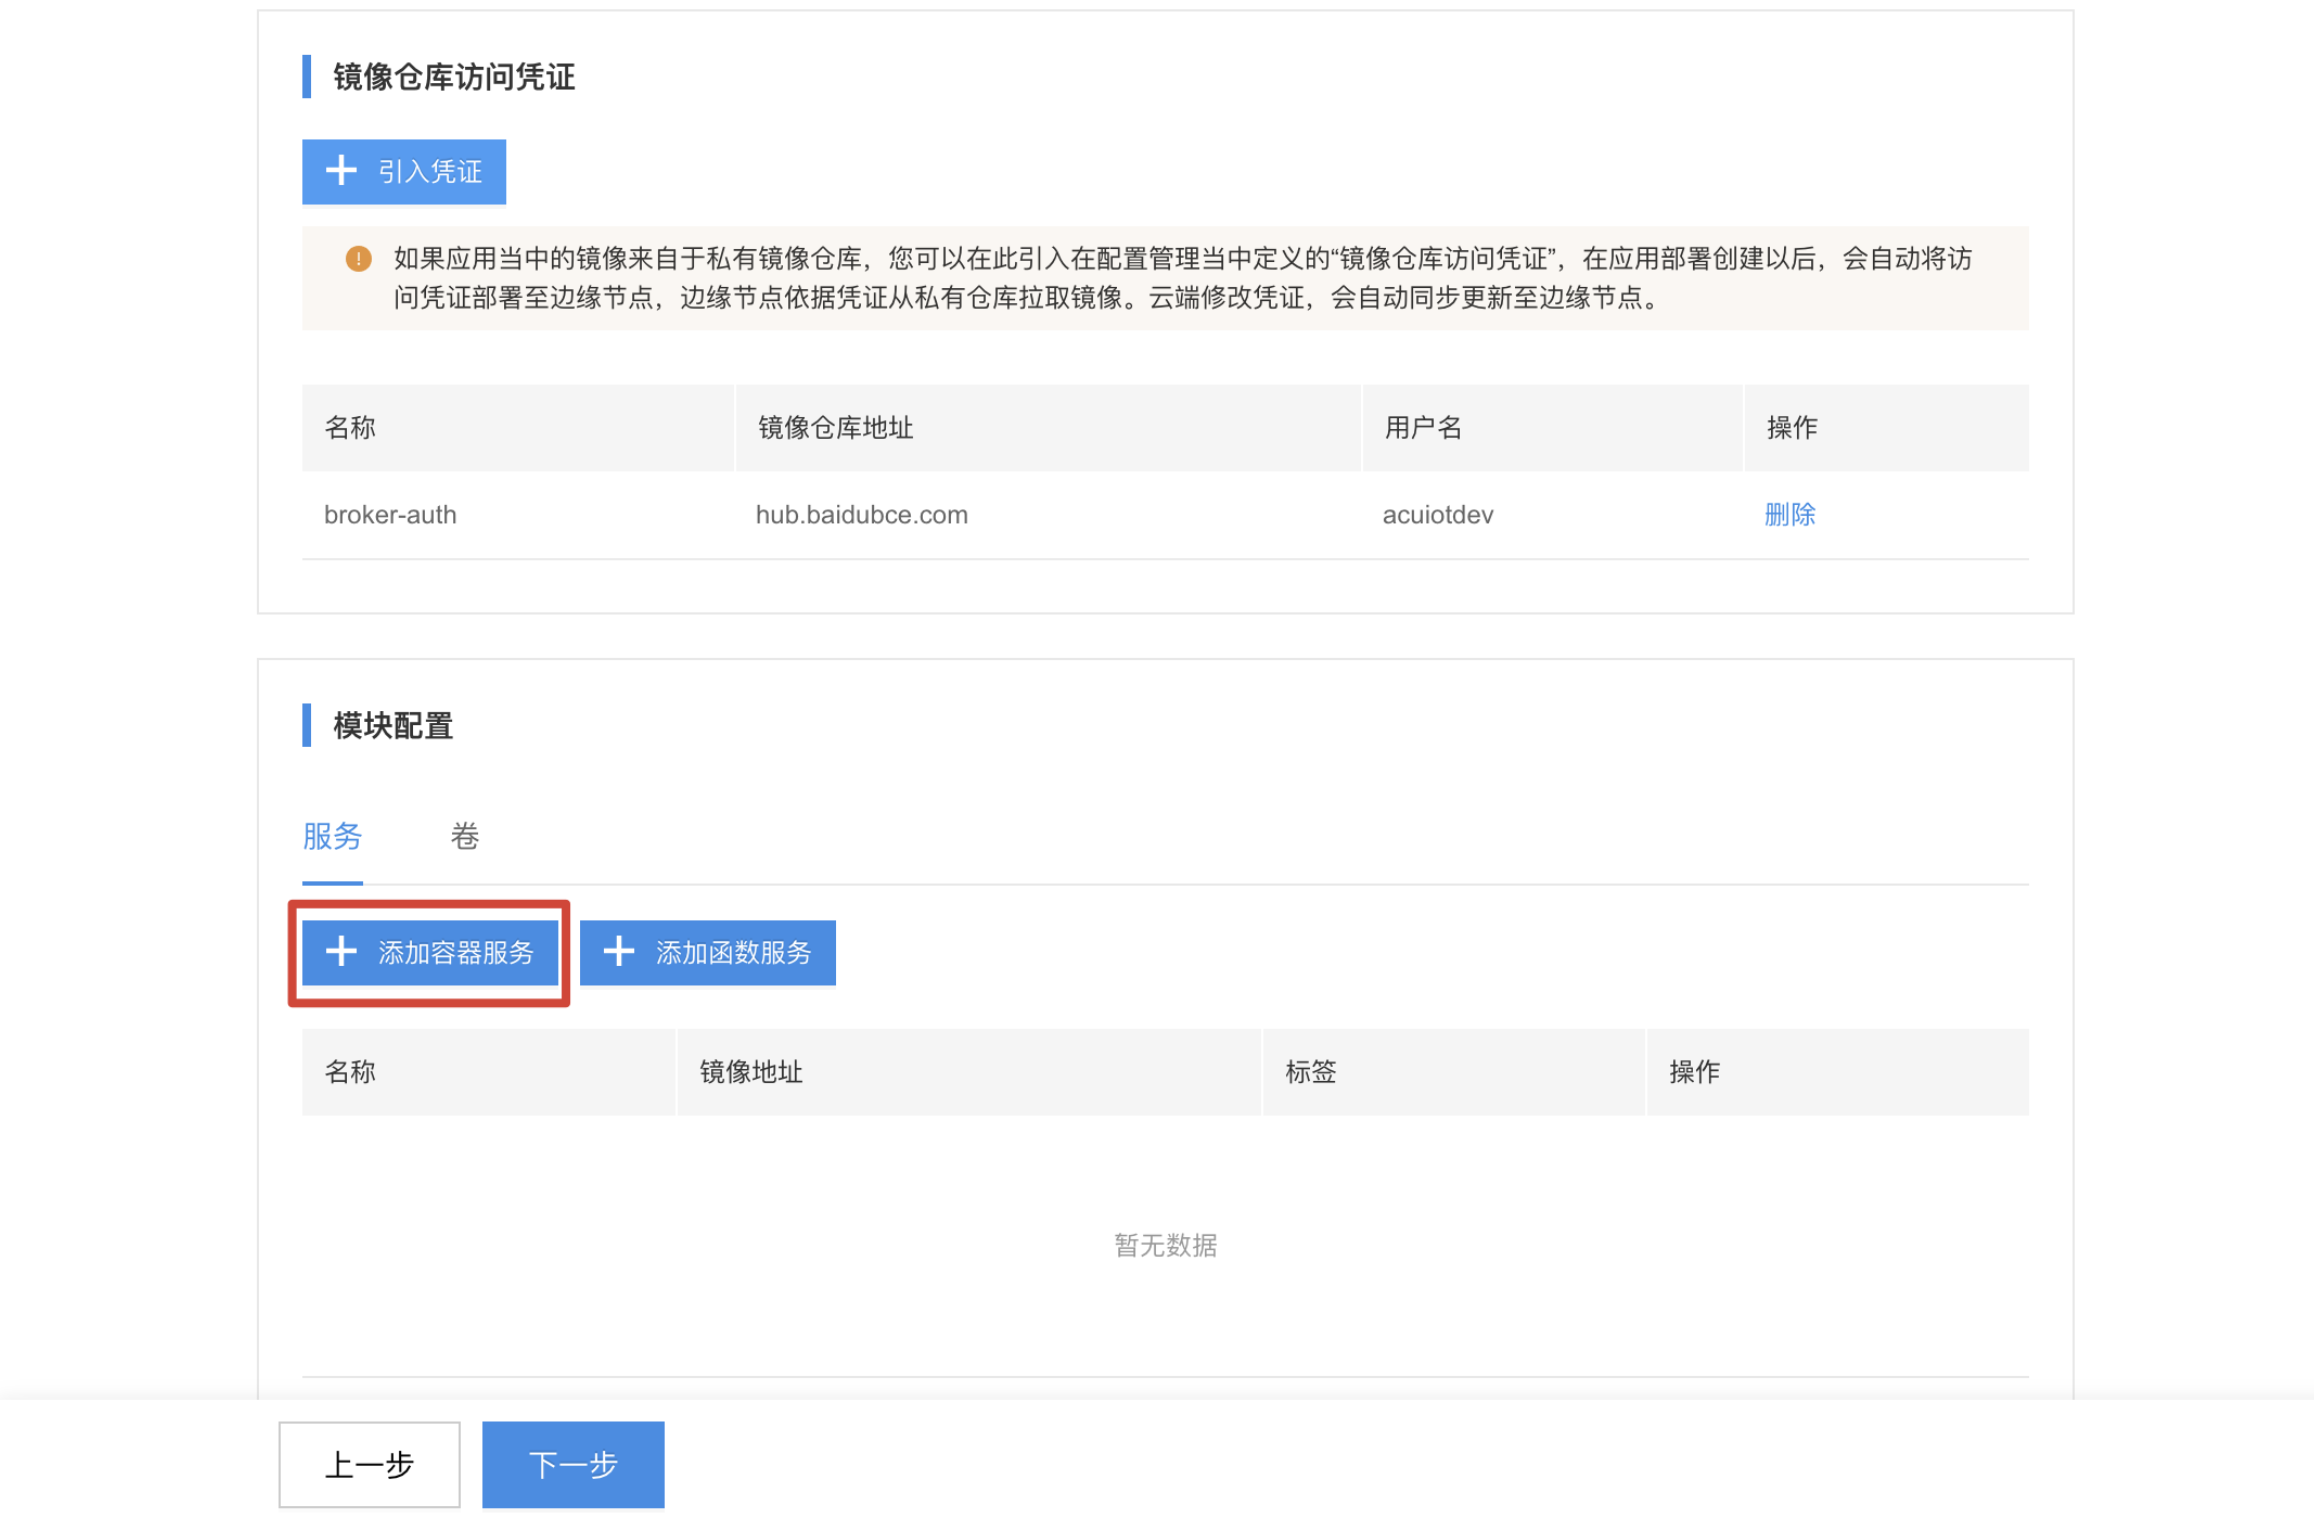 镜像仓库访问凭证
引入凭证
如果应用当中的镜像来自于私有镜像仓库，您可以在此引入在配置管理当中定义的“镜像仓库访问凭证”，在应用部署创建以后，会自动将访
问凭证部署至边缘节点，边缘节点依据凭证从私有仓库拉取镜像。云端修改凭证，会自动同步更新至边缘节点。
名称 镜像仓库地址 用户名 操作
broker-auth hub.baidubce.com acuiotdev 删除
模块配置
服务 卷
添加容器服务 添加函数服务
名称 镜像地址 标签 操作
暂无数据
上一步 下一步